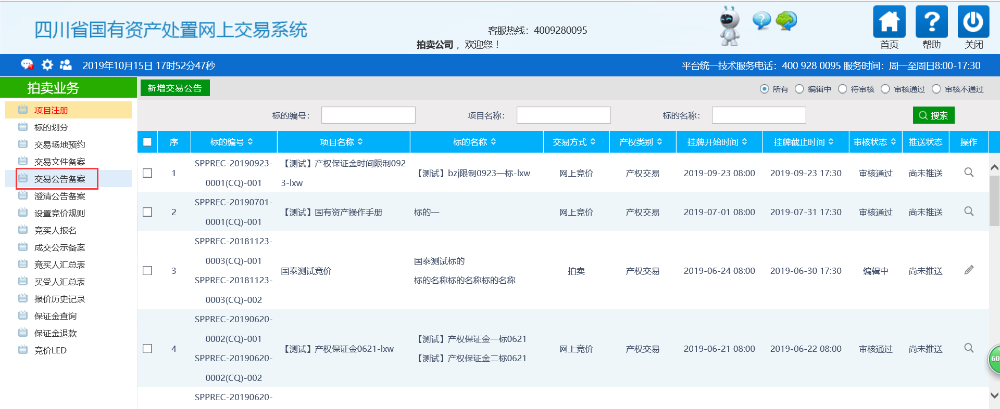 四川省国有资产处置网上交易系统
客服热线：4009280095
拍卖公司，欢迎您！
首页
帮助
关闭
2019年10月15日 17时52分47秒
平台统一技术服务电话：400 928 0095 服务时间：周一至周日8:00-17:30
拍卖业务
项目注册
标的划分
交易场地预约
交易文件备案
交易公告备案
澄清公告备案
设置竞价规则
竞买人报名
成交公示备案
竞买人汇总表
买受人汇总表
报价历史记录
保证金查询
保证金退款
竞价LED
新增交易公告
所有 编辑中 待审核 审核通过 审核不通过
标的编号： 项目名称： 标的名称： 搜索
序 标的编号 项目名称 标的名称 交易方式 产权类别 挂牌开始时间 挂牌截止时间 审核状态 推送状态 操作
1
SPPREC-20190923-
0001(CQ)-001
【测试】产权保证金时间限制092
3-lxw
【测试】bzj限制0923一标-lxw
网上竞价 产权交易 2019-09-23 08:00 2019-09-23 17:30 审核通过 尚未推送
2
SPPREC-20190701-
0001(CQ)-001
【测试】国有资产操作手册
标的一
网上竞价 产权交易 2019-07-01 08:00 2019-07-31 17:30 审核通过 尚未推送
3
SPPREC-20181123-
0003(CQ)-001
SPPREC-20181123-
0003(CQ)-002
国泰测试竞价
国泰测试标的
标的名称标的名称标的名称
拍卖 产权交易 2019-06-24 08:00 2019-06-30 17:30 编辑中 尚未推送
4
SPPREC-20190620-
0002(CQ)-001
SPPREC-20190620-
0002(CQ)-002
【测试】产权保证金0621-lxw
【测试】产权保证金一标0621
【测试】产权保证金二标0621
网上竞价 产权交易 2019-06-21 08:00 2019-06-22 08:00 审核通过 尚未推送
SPPREC-20190620-
60